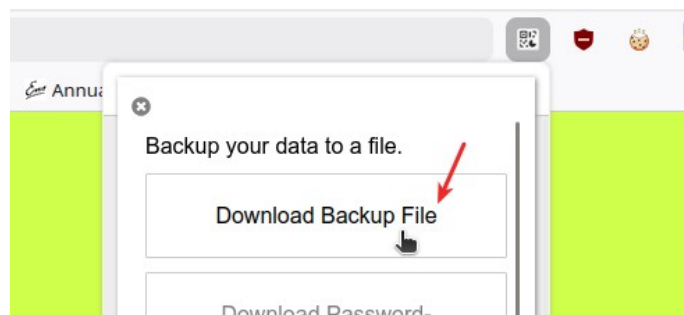 Annua
Backup your data to a file.
Download Backup File
Download Password-